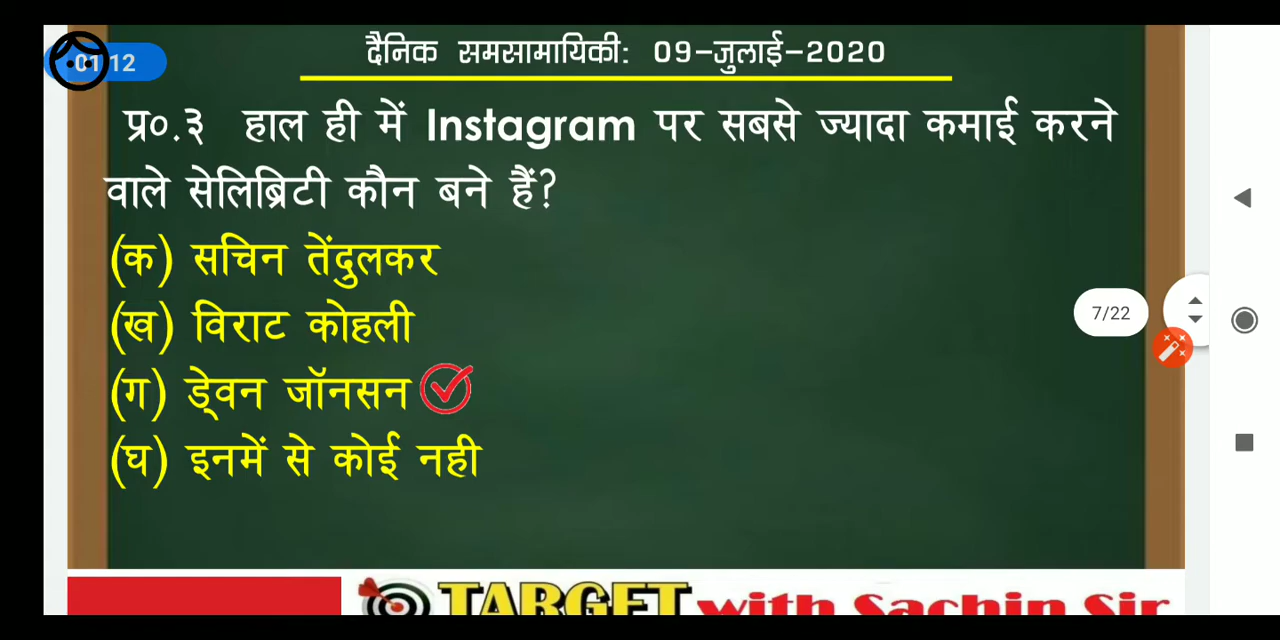 दैनिक समसामायिकी: 09-जुलाई-2020
01:12
प्र०.३ हाल ही में Instagram पर सबसे ज्यादा कमाई करने
वाले सेलिब्रिटी कौन बने हैं?
(क) सचिन तेंदुलकर
(ख) विराट कोहली
7/22
(ग) ड्वेन जॉनसन
(घ) इनमें से कोई नही
TARGET with Sachin Sir